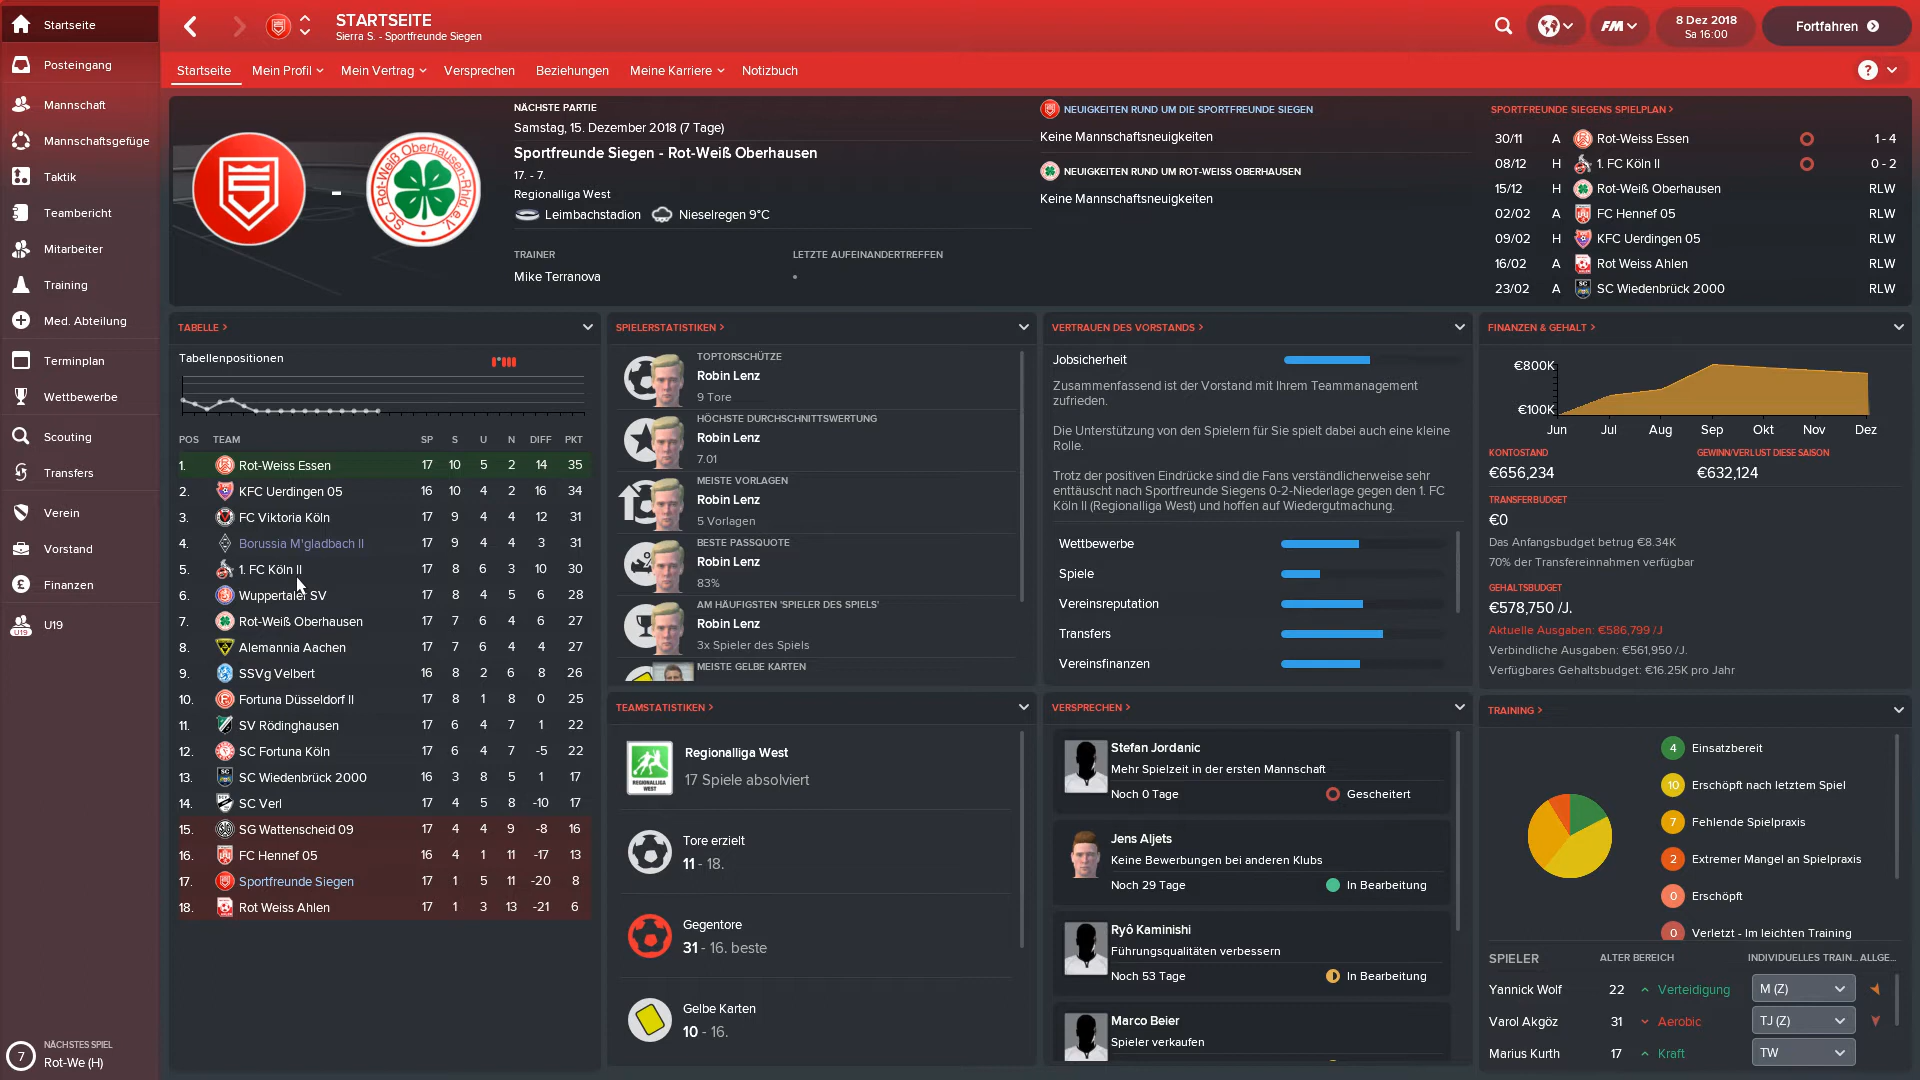 Startseite
Posteingang
Mannschaft
Mannschaftsgefüge
Taktik
Teambericht
Mitarbeiter
Training
Med. Abteilung
Terminplan
Wettbewerbe
Scouting
Transfers
Verein
Vorstand
Finanzen
U19
NÄCHSTES SPIEL
7 Rot-We (H)
STARTSEITE
Sierra S. - Sportfreunde Siegen
FM
8 Dez 2018
Sa 16:00
Fortfahren
Startseite Mein Profil Mein Vertrag Versprechen Beziehungen Meine Karriere Notizbuch
NÄCHSTE PARTIE
Samstag, 15. Dezember 2018 (7 Tage)
Sportfreunde Siegen - Rot-Weiß Oberhausen
17. - 7.
Regionalliga West
Leimbachstadion Nieselregen 9°C
TRAINER
Mike Terranova
LETZTE AUFEINANDERTREFFEN
-
SC Rot-Weiß Oberhausen-Rhld. e.V.
NEUIGKEITEN RUND UM DIE SPORTFREUNDE SIEGEN
Keine Mannschaftsneuigkeiten
NEUIGKEITEN RUND UM ROT-WEISS OBERHAUSEN
Keine Mannschaftsneuigkeiten
SPORTFREUNDE SIEGENS SPIELPLAN >
30/11 A Rot-Weiss Essen 1 - 4
08/12 H 1. FC Köln II 0 - 2
15/12 H Rot-Weiß Oberhausen RLW
02/02 A FC Hennef 05 RLW
09/02 H KFC Uerdingen 05 RLW
16/02 A Rot Weiss Ahlen RLW
23/02 A SC Wiedenbrück 2000 RLW
TABELLE >
Tabellenpositionen
POS TEAM SP S U N DIFF PKT
1. Rot-Weiss Essen 17 10 5 2 14 35
2. KFC Uerdingen 05 16 10 4 2 16 34
3. FC Viktoria Köln 17 9 4 4 12 31
4. Borussia M'gladbach II 17 9 4 4 3 31
5. 1. FC Köln II 17 8 6 3 10 30
6. Wuppertaler SV 17 8 4 5 6 28
7. Rot-Weiß Oberhausen 17 7 6 4 6 27
8. Alemannia Aachen 17 7 6 4 4 27
9. SSVg Velbert 16 8 2 6 8 26
10. Fortuna Düsseldorf II 17 8 1 8 0 25
11. SV Rödinghausen 17 6 4 7 1 22
12. SC Fortuna Köln 17 6 4 7 -5 22
13. SC Wiedenbrück 2000 16 3 8 5 1 17
14. SC Verl 17 4 5 8 -10 17
15. SG Wattenscheid 09 17 4 4 9 -8 16
16. FC Hennef 05 16 4 1 11 -17 13
17. Sportfreunde Siegen 17 1 5 11 -20 8
18. Rot Weiss Ahlen 17 1 3 13 -21 6
SPIELERSTATISTIKEN >
TOPTORSCHÜTZE
Robin Lenz
9 Tore
HÖCHSTE DURCHSCHNITTSWERTUNG
Robin Lenz
7.01
MEISTE VORLAGEN
Robin Lenz
5 Vorlagen
BESTE PASSQUOTE
Robin Lenz
83%
AM HÄUFIGSTEN 'SPIELER DES SPIELS'
Robin Lenz
3x Spieler des Spiels
MEISTE GELBE KARTEN
TEAMSTATISTIKEN >
REGIONALLIGA
WEST
Regionalliga West
17 Spiele absolviert
Tore erzielt
11 - 18.
Gegentore
31 - 16. beste
Gelbe Karten
10 - 16.
VERTRAUEN DES VORSTANDS >
Jobsicherheit
Zusammenfassend ist der Vorstand mit Ihrem Teammanagement
zufrieden.
Die Unterstützung von den Spielern für Sie spielt dabei auch eine kleine
Rolle.
Trotz der positiven Eindrücke sind die Fans verständlicherweise sehr
enttäuscht nach Sportfreunde Siegens 0-2-Niederlage gegen den 1. FC
Köln II (Regionalliga West) und hoffen auf Wiedergutmachung.
Wettbewerbe
Spiele
Vereinsreputation
Transfers
Vereinsfinanzen
VERSPRECHEN >
Stefan Jordanic
Mehr Spielzeit in der ersten Mannschaft
Noch 0 Tage Gescheitert
Jens Aljets
Keine Bewerbungen bei anderen Klubs
Noch 29 Tage In Bearbeitung
Ryô Kaminishi
Führungsqualitäten verbessern
Noch 53 Tage In Bearbeitung
Marco Beier
Spieler verkaufen
FINANZEN & GEHALT >
€800K
€100K
Jun Jul Aug Sep Okt Nov Dez
KONTOSTAND GEWINN/VERLUST DIESE SAISON
€656,234 €632,124
TRANSFERBUDGET
€0
Das Anfangsbudget betrug €8.34K
70% der Transfereinnahmen verfügbar
GEHALTSBUDGET
€578,750 /J.
Aktuelle Ausgaben: €586,799 /J
Verbindliche Ausgaben: €561,950 /J.
Verfügbares Gehaltsbudget: €16.25K pro Jahr
TRAINING >
4 Einsatzbereit
10 Erschöpft nach letztem Spiel
7 Fehlende Spielpraxis
2 Extremer Mangel an Spielpraxis
0 Erschöpft
0 Verletzt - Im leichten Training
SPIELER ALTER BEREICH INDIVIDUELLES TRAIN... ALLGE...
Yannick Wolf 22 Verteidigung M (Z)
Varol Akgöz 31 Aerobic TJ (Z)
Marius Kurth 17 Kraft TW